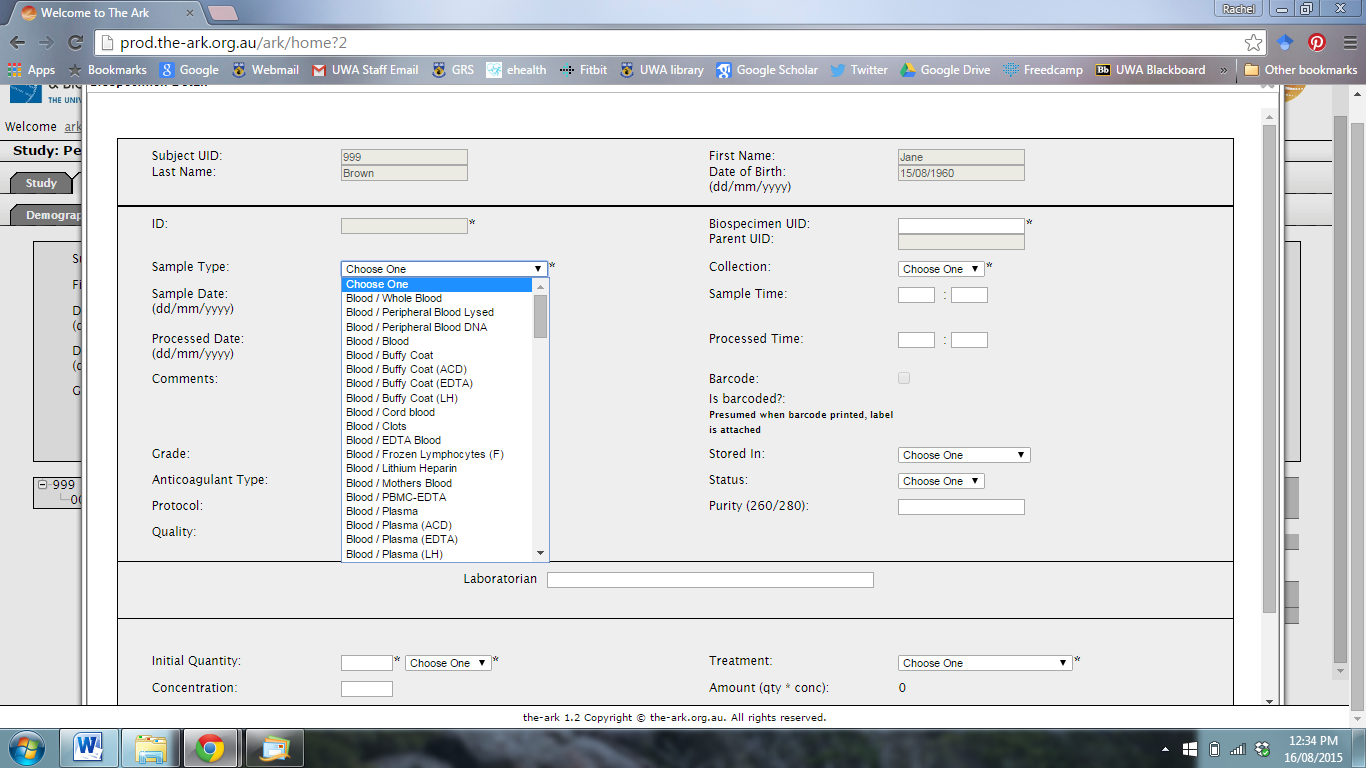 Welcome to The Ark
Rachel
prod.the-ark.org.au/ark/home?2
Apps Bookmarks Google Webmail UWA Staff Email GRS ehealth Fitbit UWA library Google Scholar Twitter Google Drive Freedcamp Bb UWA Blackboard » Other bookmarks
THE UNIV
Welcome ark
Study: Pe
Study
Demograp
Subject UID: 999 First Name: Jane
Last Name: Brown Date of Birth: 15/08/1960
(dd/mm/yyyy)
ID: * Biospecimen UID: *
Parent UID:
Sample Type: Choose One * Collection: Choose One *
Choose One
Sample Date: Sample Time: :
(dd/mm/yyyy)
Blood / Whole Blood
Blood / Peripheral Blood Lysed
Blood / Peripheral Blood DNA
Processed Date: Processed Time: :
(dd/mm/yyyy)
Blood / Blood
Blood / Buffy Coat
Blood / Buffy Coat (ACD)
Comments: Barcode:
Blood / Buffy Coat (EDTA)
Blood / Buffy Coat (LH)
Is barcoded?:
Blood / Cord blood
Presumed when barcode printed, label
is attached
Blood / Clots
Blood / EDTA Blood
Grade: Stored In: Choose One
Blood / Frozen Lymphocytes (F)
Blood / Lithium Heparin
Anticoagulant Type: Status: Choose One
Blood / Mothers Blood
Blood / PBMC-EDTA
Protocol: Purity (260/280):
Blood / Plasma
Blood / Plasma (ACD)
Quality:
Blood / Plasma (EDTA)
Blood / Plasma (LH)
999
Laboratorian
Initial Quantity: * Choose One * Treatment: Choose One *
Concentration: Amount (qty * conc): 0
the-ark 1.2 Copyright © the-ark.org.au. All rights reserved.
12:34 PM
16/08/2015